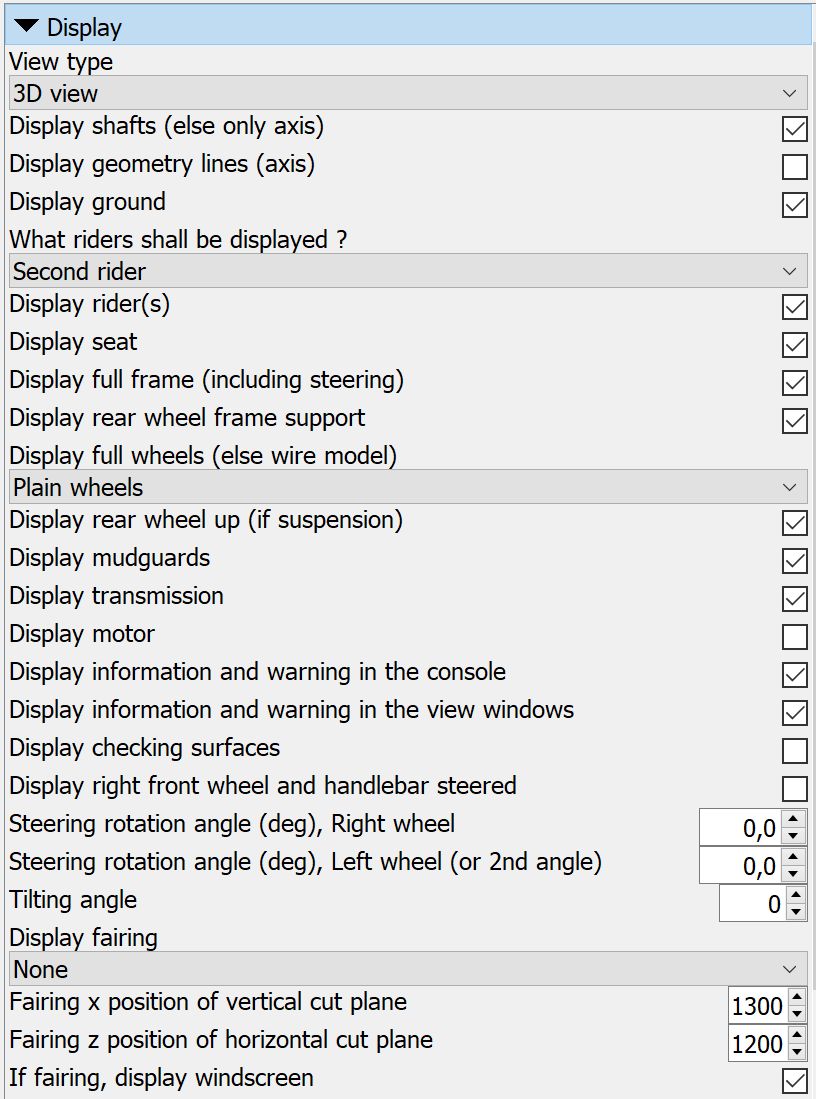 Display
View type
3D view
Display shafts (else only axis)
Display geometry lines (axis)
Display ground
What riders shall be displayed ?
Second rider
Display rider(s)
Display seat
Display full frame (including steering)
Display rear wheel frame support
Display full wheels (else wire model)
Plain wheels
Display rear wheel up (if suspension)
Display mudguards
Display transmission
Display motor
Display information and warning in the console
Display information and warning in the view windows
Display checking surfaces
Display right front wheel and handlebar steered
Steering rotation angle (deg), Right wheel 0,0
Steering rotation angle (deg), Left wheel (or 2nd angle) 0,0
Tilting angle 0
Display fairing
None
Fairing x position of vertical cut plane 1300
Fairing z position of horizontal cut plane 1200
If fairing, display windscreen